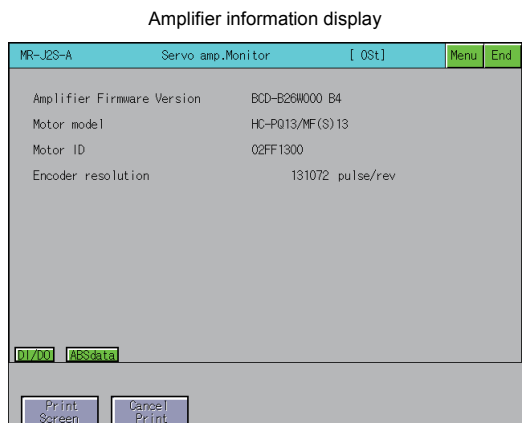 Amplifier information display
MR-J2S-A Servo amp.Monitor [ 0St] Menu End
Amplifier Firmware Version BCD-B26W000 B4
Motor model HC-PQ13/MF(S)13
Motor ID 02FF1300
Encoder resolution 131072 pulse/rev
DI/DO ABSdata
Print Cancel
Screen Print